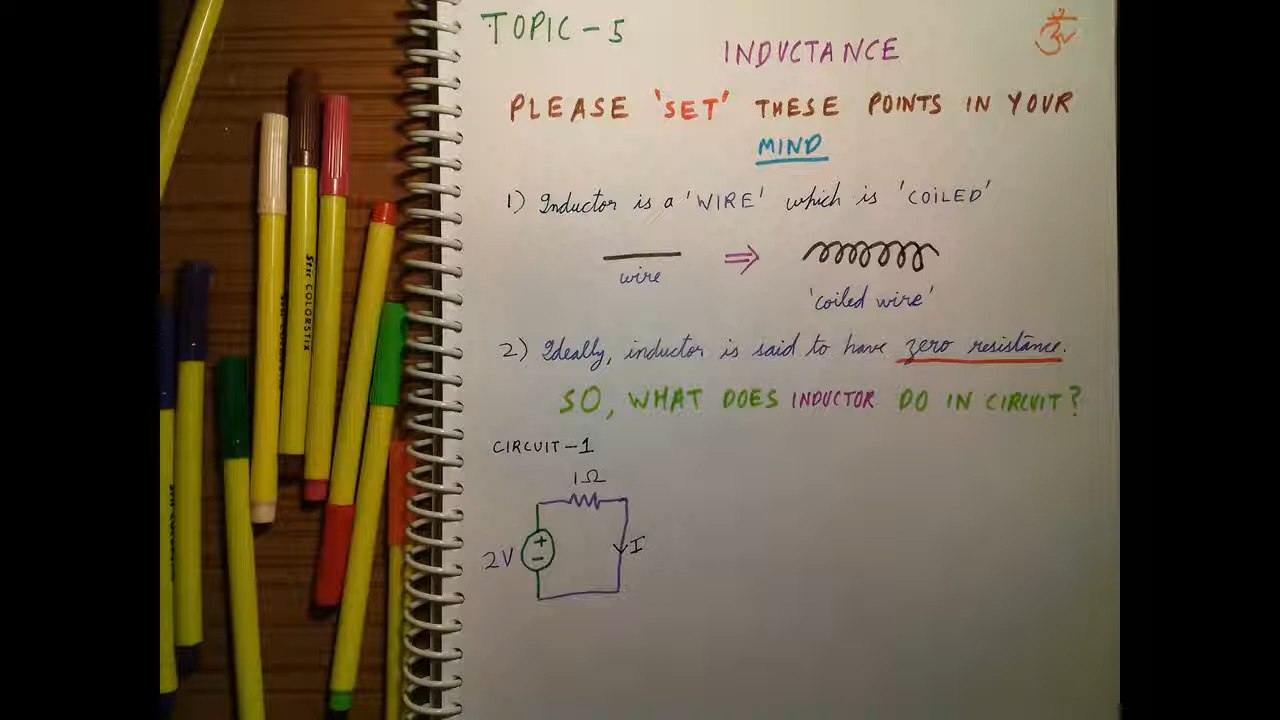 TOPIC - 5
INDUCTANCE
PLEASE 'SET' THESE POINTS IN YOUR
MIND
1) Inductor is a 'WIRE' which is 'COILED'
wire
⇒
'coiled wire'
2) Ideally, inductor is said to have zero resistance.
SO, WHAT DOES INDUCTOR DO IN CIRCUIT?
CIRCUIT-1
1Ω
2V
+
-
I
Stic COLORSTIX